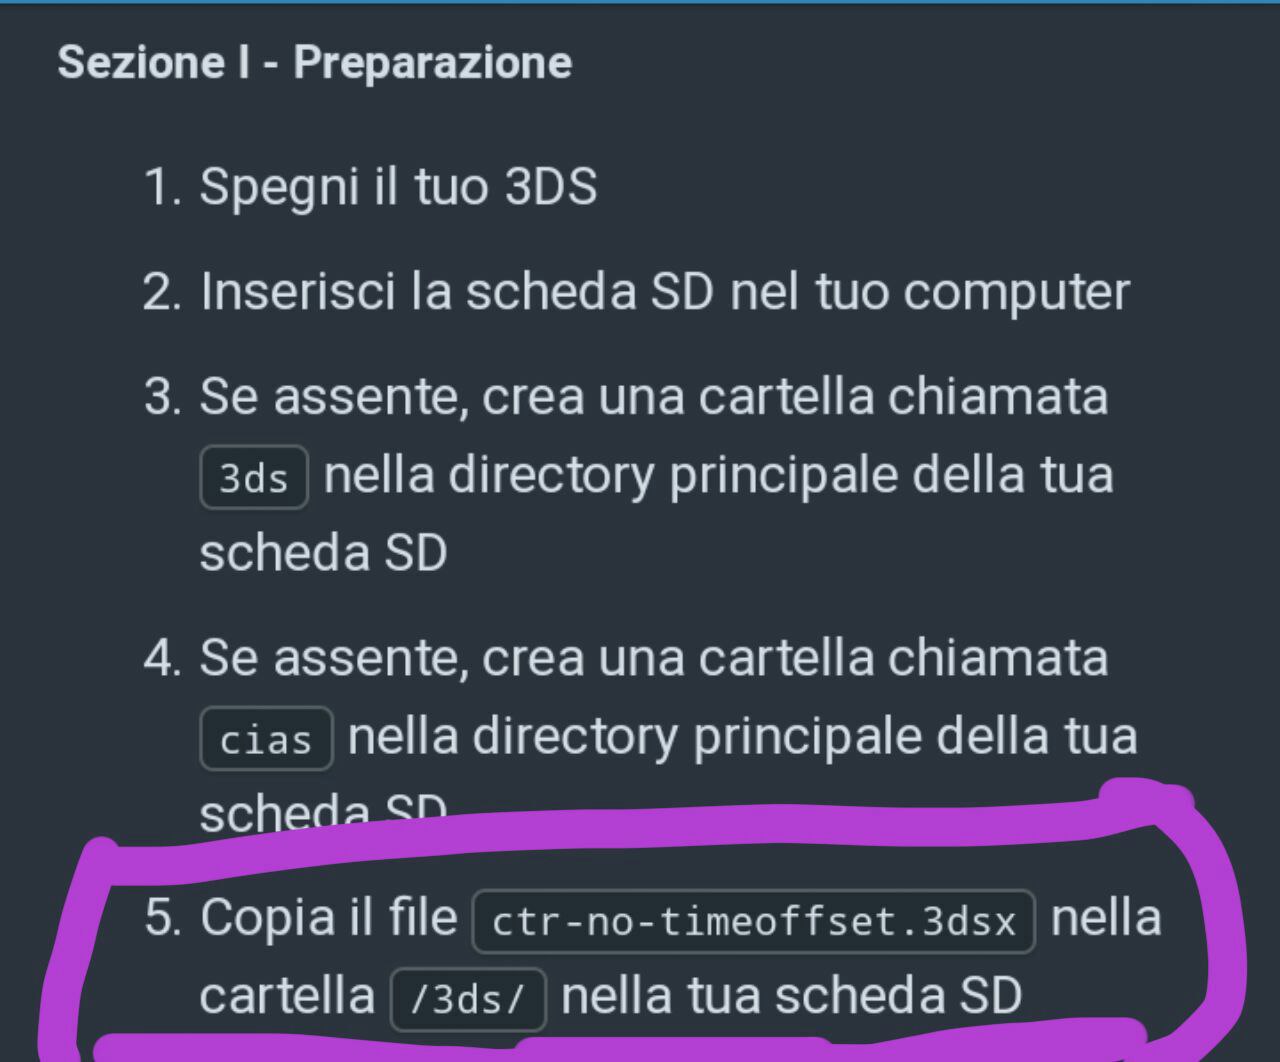 Sezione I - Preparazione
1. Spegni il tuo 3DS
2. Inserisci la scheda SD nel tuo computer
3. Se assente, crea una cartella chiamata
3ds nella directory principale della tua
scheda SD
4. Se assente, crea una cartella chiamata
cias nella directory principale della tua
scheda SD
5. Copia il file ctr-no-timeoffset.3dsx nella
cartella /3ds/ nella tua scheda SD